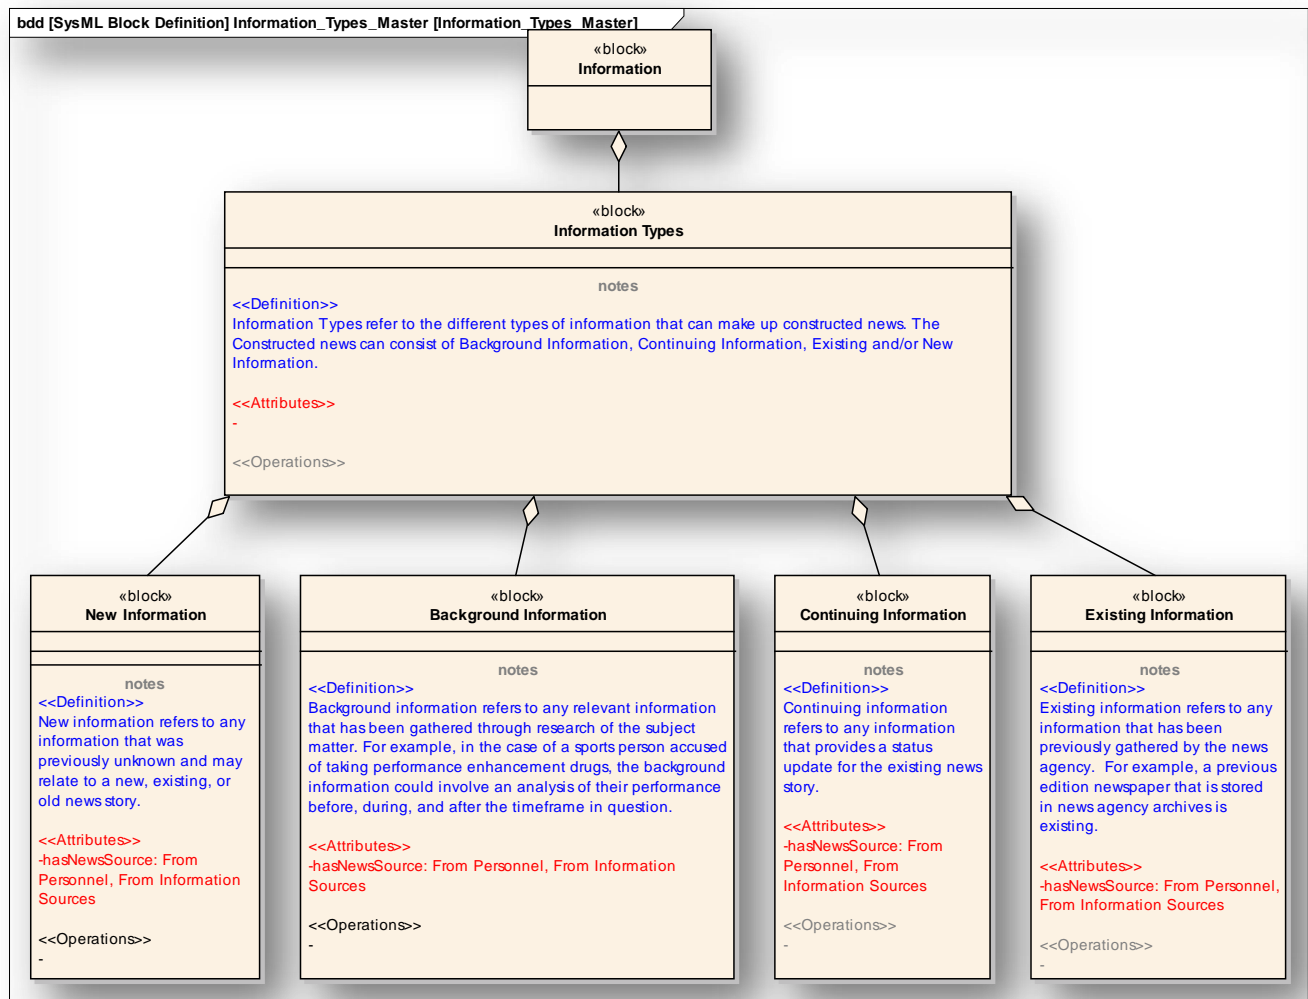 bdd [SysML Block Definition] Information_Types_Master [Information_Types_Master]
«block»
Information
«block»
Information Types
notes
<<Definition>>
Information Types refer to the different types of information that can make up constructed news. The
Constructed news can consist of Background Information, Continuing Information, Existing and/or New
Information.
<<Attributes>>
-
<<Operations>>
«block»
New Information
notes
<<Definition>>
New information refers to any
information that was
previously unknown and may
relate to a new, existing, or
old news story.
<<Attributes>>
-hasNewsSource: From
Personnel, From Information
Sources
<<Operations>>
-
«block»
Background Information
notes
<<Definition>>
Background information refers to any relevant information
that has been gathered through research of the subject
matter. For example, in the case of a sports person accused
of taking performance enhancement drugs, the background
information could involve an analysis of their performance
before, during, and after the timeframe in question.
<<Attributes>>
-hasNewsSource: From Personnel, From Information
Sources
<<Operations>>
-
«block»
Continuing Information
notes
<<Definition>>
Continuing information
refers to any information
that provides a status
update for the existing news
story.
<<Attributes>>
-hasNewsSource: From
Personnel, From
Information Sources
<<Operations>>
-
«block»
Existing Information
notes
<<Definition>>
Existing information refers to any
information that has been
previously gathered by the news
agency.  For example, a previous
edition newspaper that is stored
in news agency archives is
existing.
<<Attributes>>
-hasNewsSource: From Personnel,
From Information Sources
<<Operations>>
-